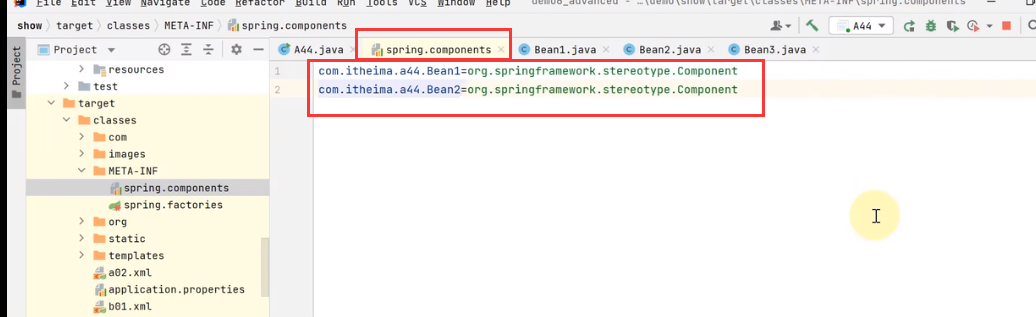 File Edit View Navigate Code Refactor Build Run Tools VCS Window Help demo6_advanced - ...\demo\show\target\classes\META-INF\spring.components
show target classes META-INF spring.components A44
Project A44.java spring.components Bean1.java Bean2.java Bean3.java
Project
resources
test
target
classes
com
images
META-INF
spring.components
spring.factories
org
static
templates
a02.xml
application.properties
b01.xml
1 com.itheima.a44.Bean1=org.springframework.stereotype.Component
2 com.itheima.a44.Bean2=org.springframework.stereotype.Component